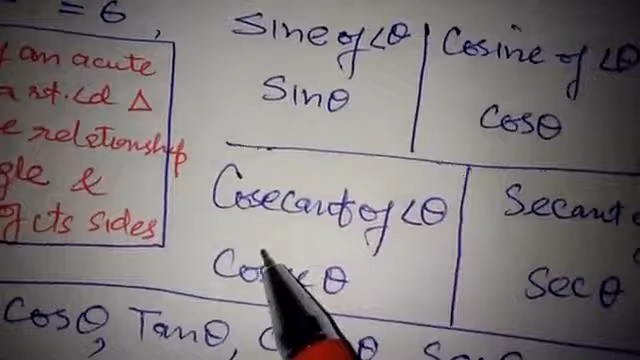 = 6,
an acute
rt. ∠d Δ
relationship
&
of its sides
Sine of ∠θ
Sinθ
Cosine of ∠θ
Cosθ
Cosecant of ∠θ
θ
Secant
Secθ
Cosθ, Tanθ,